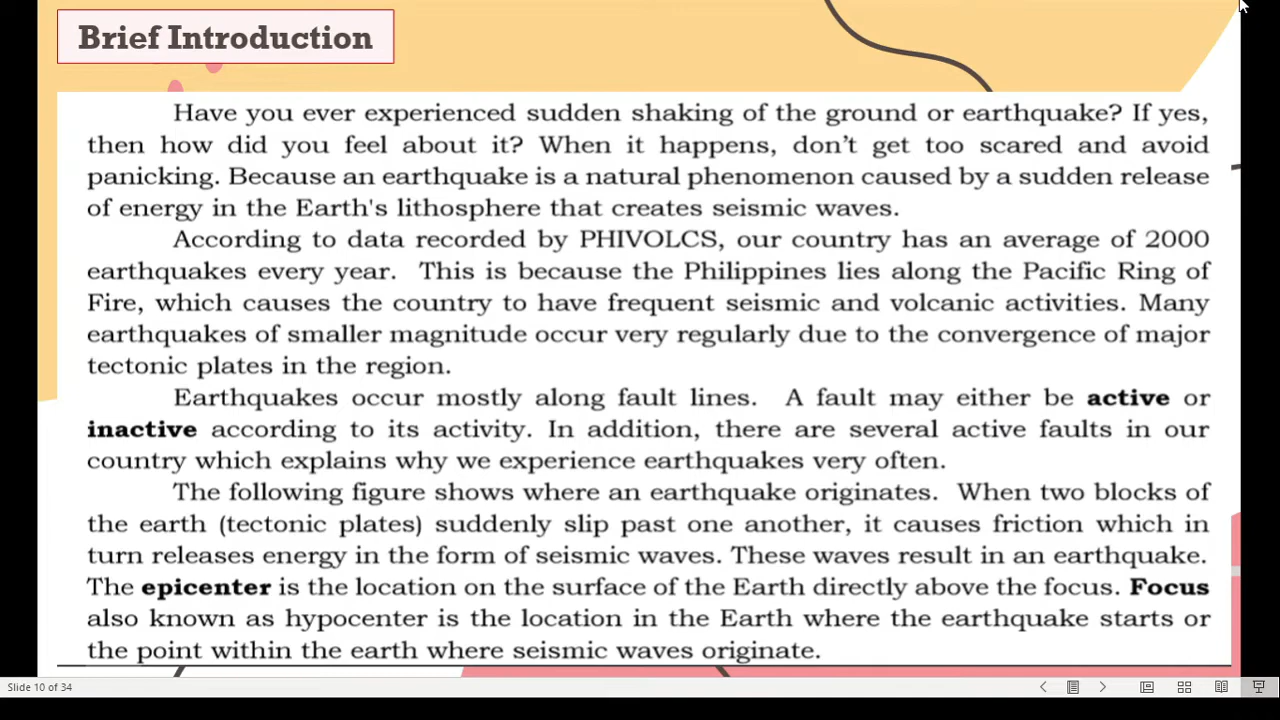 Brief Introduction
Have you ever experienced sudden shaking of the ground or earthquake? If yes,
then how did you feel about it? When it happens, don't get too scared and avoid
panicking. Because an earthquake is a natural phenomenon caused by a sudden release
of energy in the Earth's lithosphere that creates seismic waves.
According to data recorded by PHIVOLCS, our country has an average of 2000
earthquakes every year. This is because the Philippines lies along the Pacific Ring of
Fire, which causes the country to have frequent seismic and volcanic activities. Many
earthquakes of smaller magnitude occur very regularly due to the convergence of major
tectonic plates in the region.
Earthquakes occur mostly along fault lines. A fault may either be active or
inactive according to its activity. In addition, there are several active faults in our
country which explains why we experience earthquakes very often.
The following figure shows where an earthquake originates. When two blocks of
the earth (tectonic plates) suddenly slip past one another, it causes friction which in
turn releases energy in the form of seismic waves. These waves result in an earthquake.
The epicenter is the location on the surface of the Earth directly above the focus. Focus
also known as hypocenter is the location in the Earth where the earthquake starts or
the point within the earth where seismic waves originate.
Slide 10 of 34